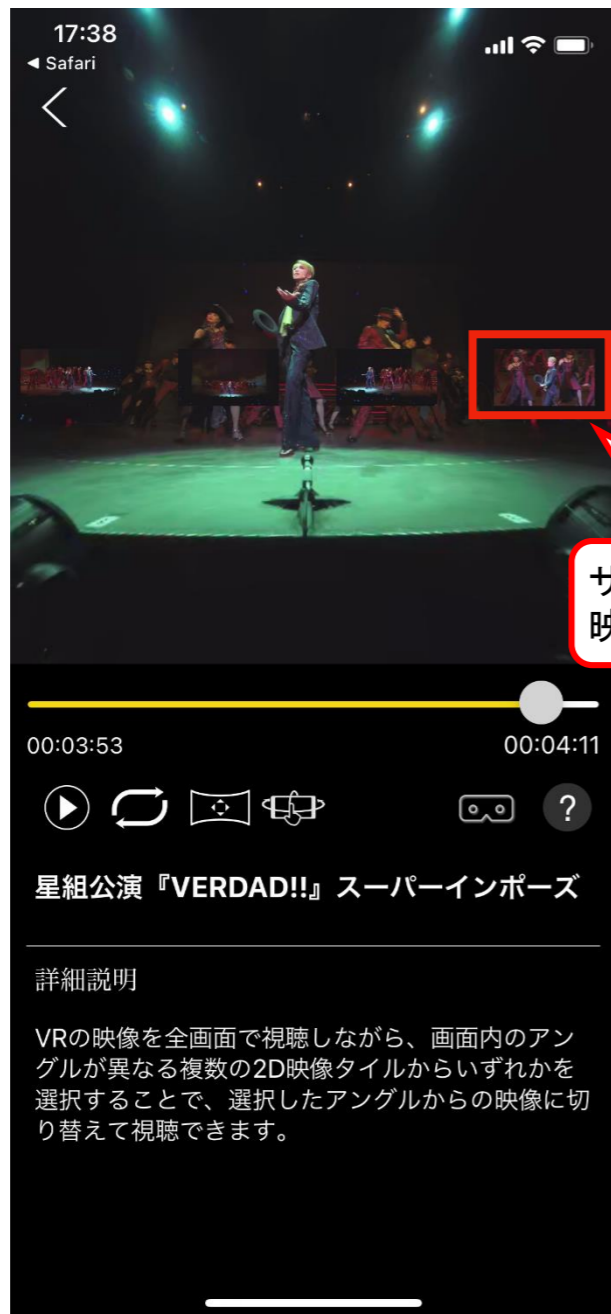 17:38
◀ Safari
サ
映
00:03:53
00:04:11
?
星組公演『VERDAD!!』スーパーインポーズ
詳細説明
VRの映像を全画面で視聴しながら、画面内のアン
グルが異なる複数の2D映像タイルからいずれかを
選択することで、選択したアングルからの映像に切
り替えて視聴できます。